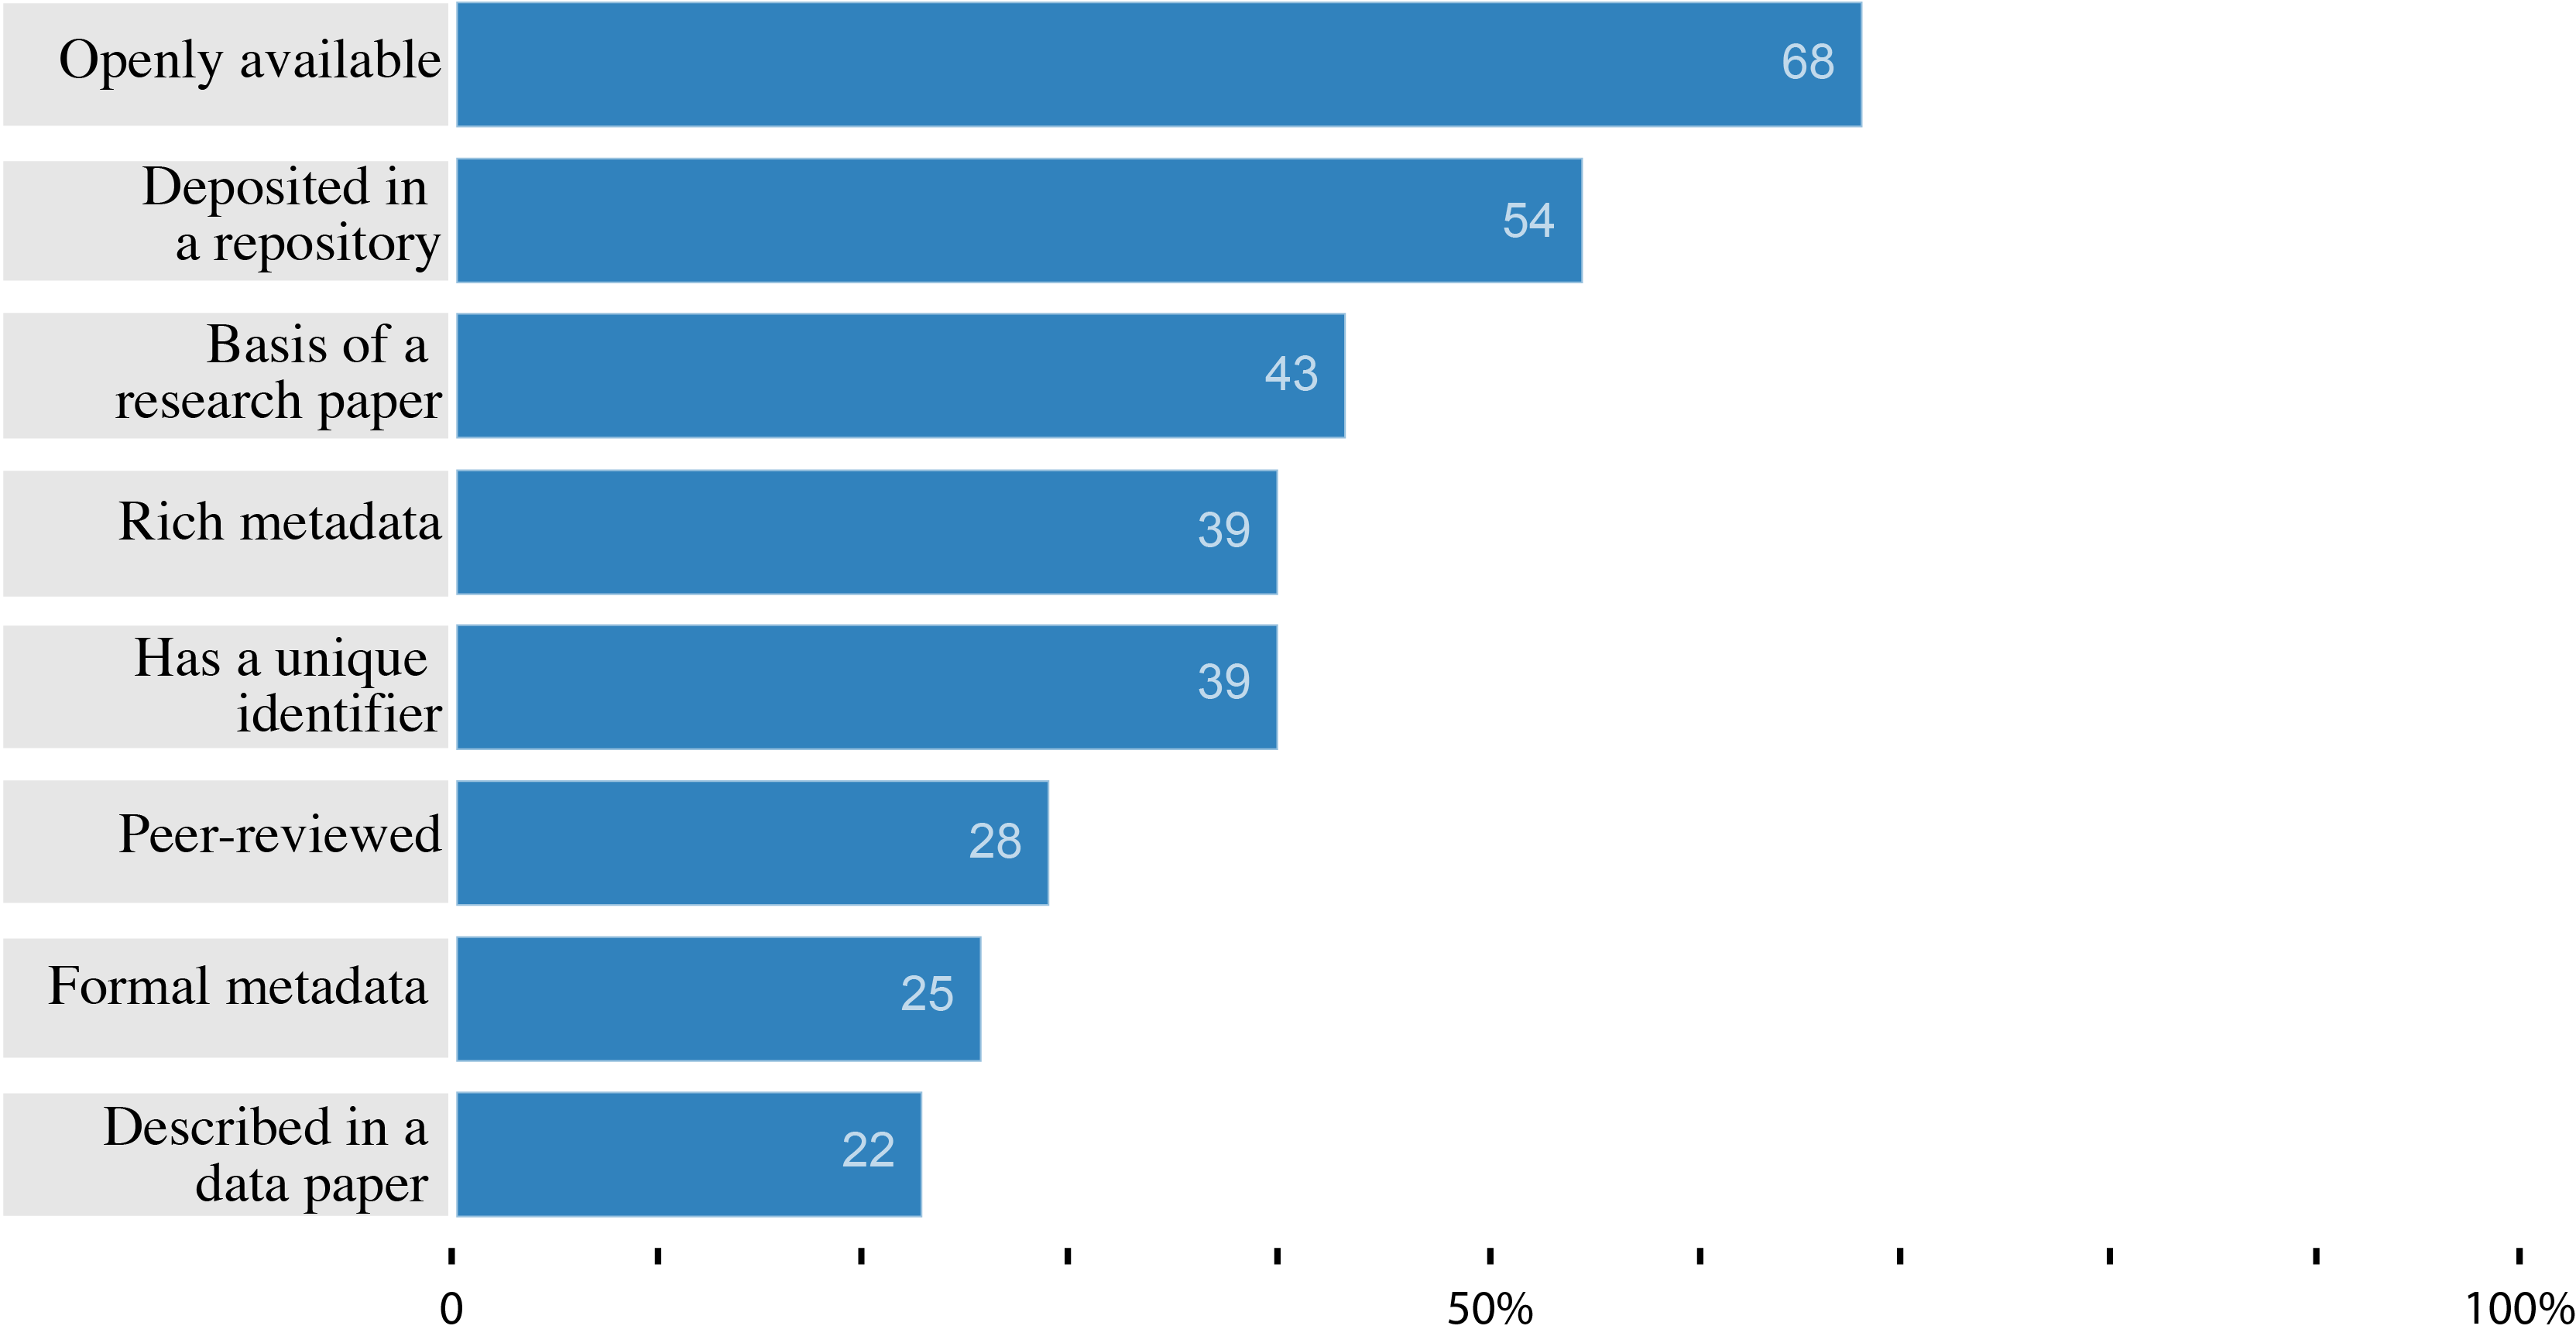 Openly available
68
Deposited in
a repository
54
Basis of a
research paper
43
Rich metadata
39
Has a unique
identifier
39
Peer-reviewed
28
Formal metadata
25
Described in a
data paper
22
0
50%
100%